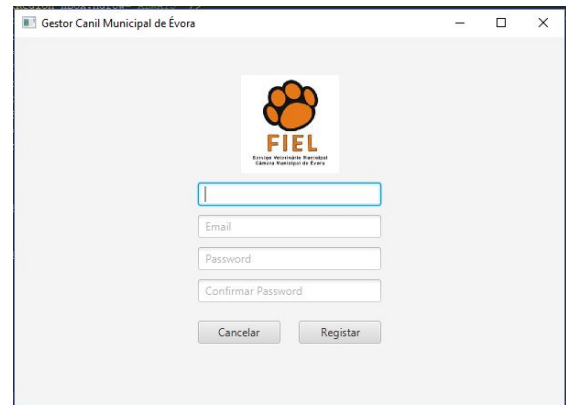 Gestor Canil Municipal de Évora
FIEL
Serviço Veterinário Municipal
Câmara Municipal de Évora
Email
Password
Confirmar Password
Cancelar
Registar